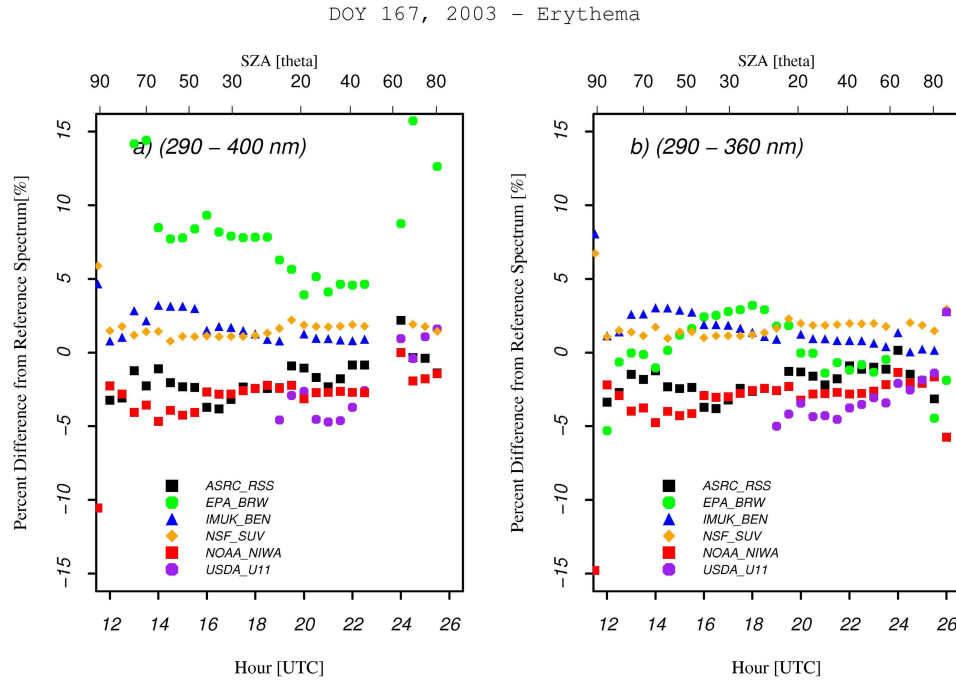 DOY 167, 2003 − Erythema
SZA [theta]
90 70 50 30 20 40 60 80
Percent Difference from Reference Spectrum[%]
15
10
5
0
−5
−10
−15
a) (290 − 400 nm)
ASRC_RSS
EPA_BRW
IMUK_BEN
NSF_SUV
NOAA_NIWA
USDA_U11
12 14 16 18 20 22 24 26
Hour [UTC]
SZA [theta]
90 70 50 30 20 40 60 80
Percent Difference from Reference Spectrum [%]
15
10
5
0
−5
−10
−15
b) (290 − 360 nm)
ASRC_RSS
EPA_BRW
IMUK_BEN
NSF_SUV
NOAA_NIWA
USDA_U11
12 14 16 18 20 22 24 26
Hour [UTC]